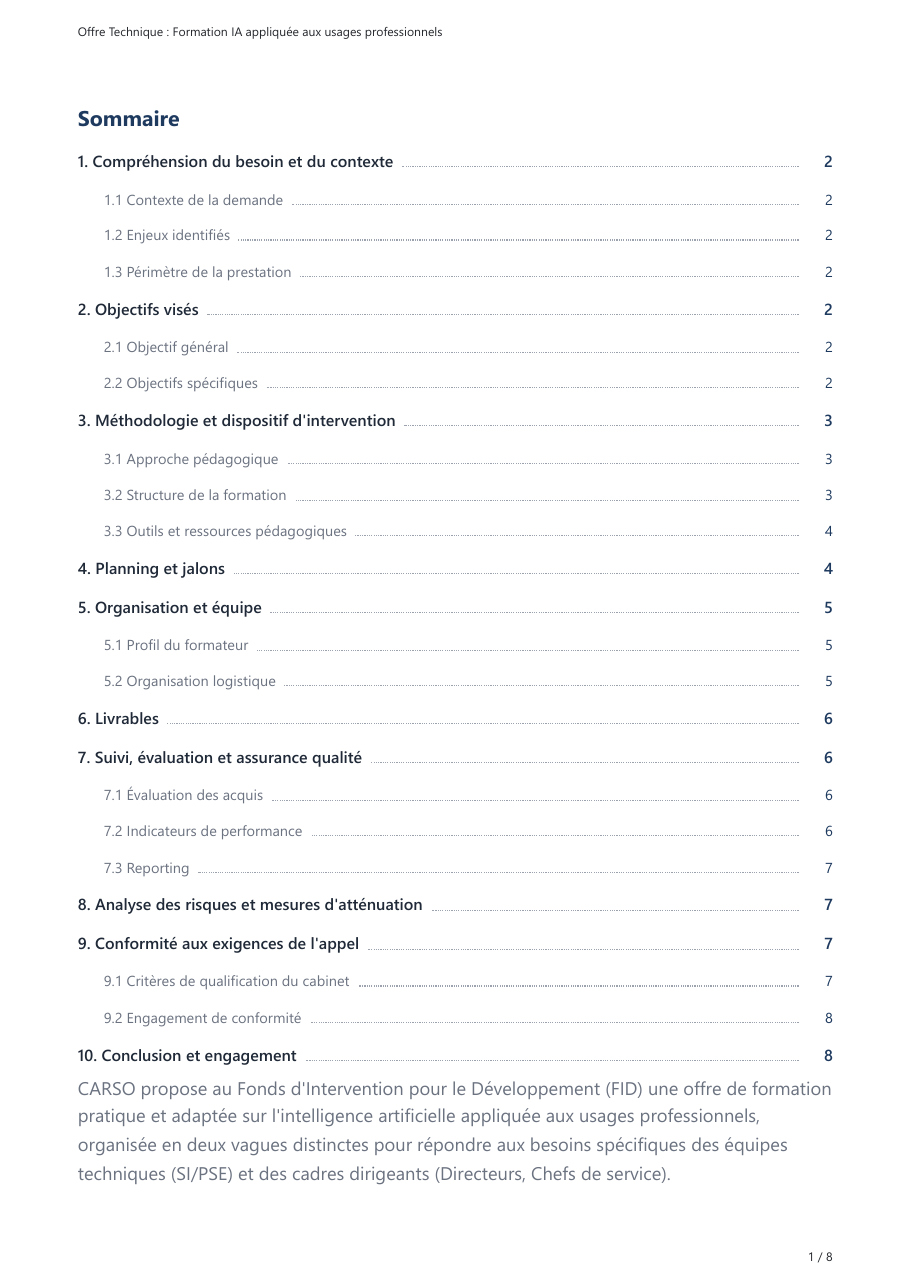 Offre Technique : Formation IA appliquée aux usages professionnels
Sommaire
1. Compréhension du besoin et du contexte 2
1.1 Contexte de la demande 2
1.2 Enjeux identifiés 2
1.3 Périmètre de la prestation 2
2. Objectifs visés 2
2.1 Objectif général 2
2.2 Objectifs spécifiques 2
3. Méthodologie et dispositif d'intervention 3
3.1 Approche pédagogique 3
3.2 Structure de la formation 3
3.3 Outils et ressources pédagogiques 4
4. Planning et jalons 4
5. Organisation et équipe 5
5.1 Profil du formateur 5
5.2 Organisation logistique 5
6. Livrables 6
7. Suivi, évaluation et assurance qualité 6
7.1 Évaluation des acquis 6
7.2 Indicateurs de performance 6
7.3 Reporting 7
8. Analyse des risques et mesures d'atténuation 7
9. Conformité aux exigences de l'appel 7
9.1 Critères de qualification du cabinet 7
9.2 Engagement de conformité 8
10. Conclusion et engagement 8
CARSO propose au Fonds d'Intervention pour le Développement (FID) une offre de formation
pratique et adaptée sur l'intelligence artificielle appliquée aux usages professionnels,
organisée en deux vagues distinctes pour répondre aux besoins spécifiques des équipes
techniques (SI/PSE) et des cadres dirigeants (Directeurs, Chefs de service).
1 / 8